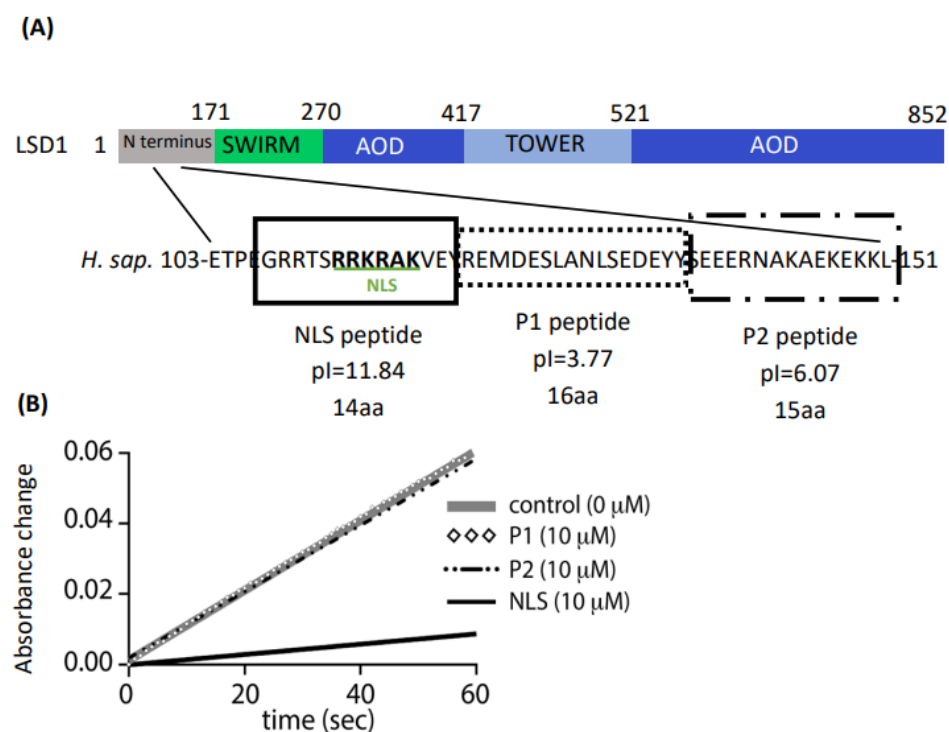 (A)
171 270 417 521 852
LSD1 1 N terminus SWIRM AOD TOWER AOD
H. sap. 103-ETPEGRRTSRRKRAKVEYREMDESLANLSEDEYYSEEERNAKAEKEKKL-151
NLS
NLS peptide
pI=11.84
14aa
P1 peptide
pI=3.77
16aa
P2 peptide
pI=6.07
15aa
(B)
Absorbance change
0.06
0.04
0.02
0.00
0 20 40 60
time (sec)
control (0 μM)
P1 (10 μM)
P2 (10 μM)
NLS (10 μM)